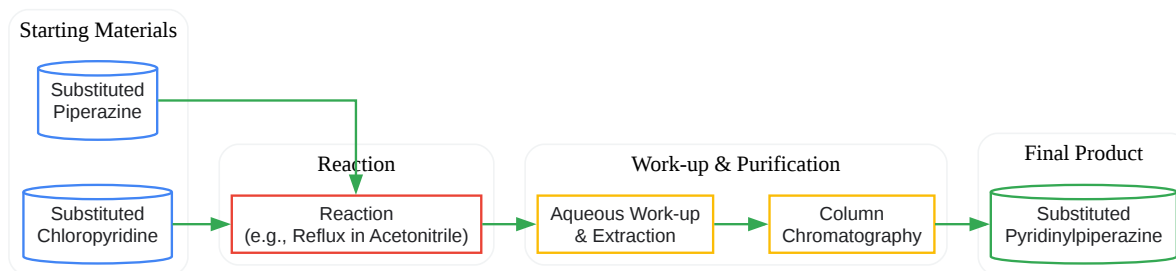 Starting Materials
Substituted
Piperazine
Substituted
Chloropyridine
Reaction
Reaction
(e.g., Reflux in Acetonitrile)
Work-up & Purification
Aqueous Work-up
& Extraction
Column
Chromatography
Final Product
Substituted
Pyridinylpiperazine